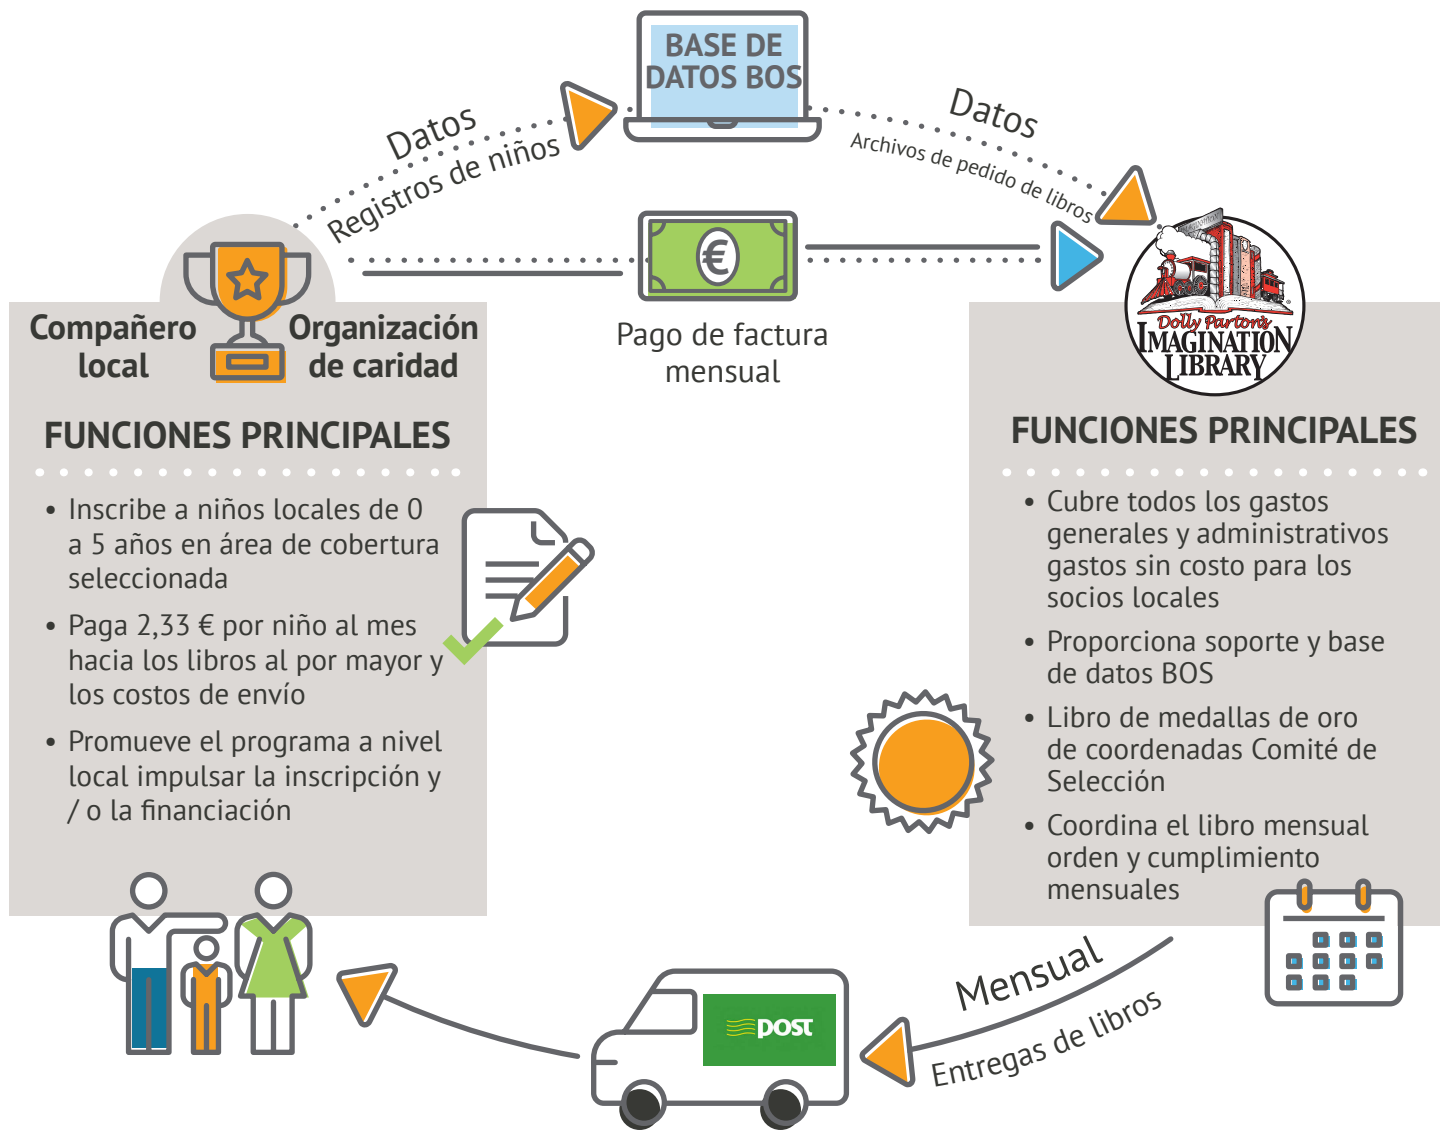 BASE DE
DATOS BOS
Datos
Registros de niños
Datos
Archivos de pedido de libros
€
Pago de factura
mensual
Compañero
local
Organización
de caridad
FUNCIONES PRINCIPALES
• Inscribe a niños locales de 0
a 5 años en área de cobertura
seleccionada
• Paga 2,33 € por niño al mes
hacia los libros al por mayor y
los costos de envío
• Promueve el programa a nivel
local impulsar la inscripción y
/ o la financiación
Dolly Parton's
IMAGINATION
LIBRARY
FUNCIONES PRINCIPALES
• Cubre todos los gastos
generales y administrativos
gastos sin costo para los
socios locales
• Proporciona soporte y base
de datos BOS
• Libro de medallas de oro
de coordenadas Comité de
Selección
• Coordina el libro mensual
orden y cumplimiento
mensuales
Mensual
Entregas de libros
post